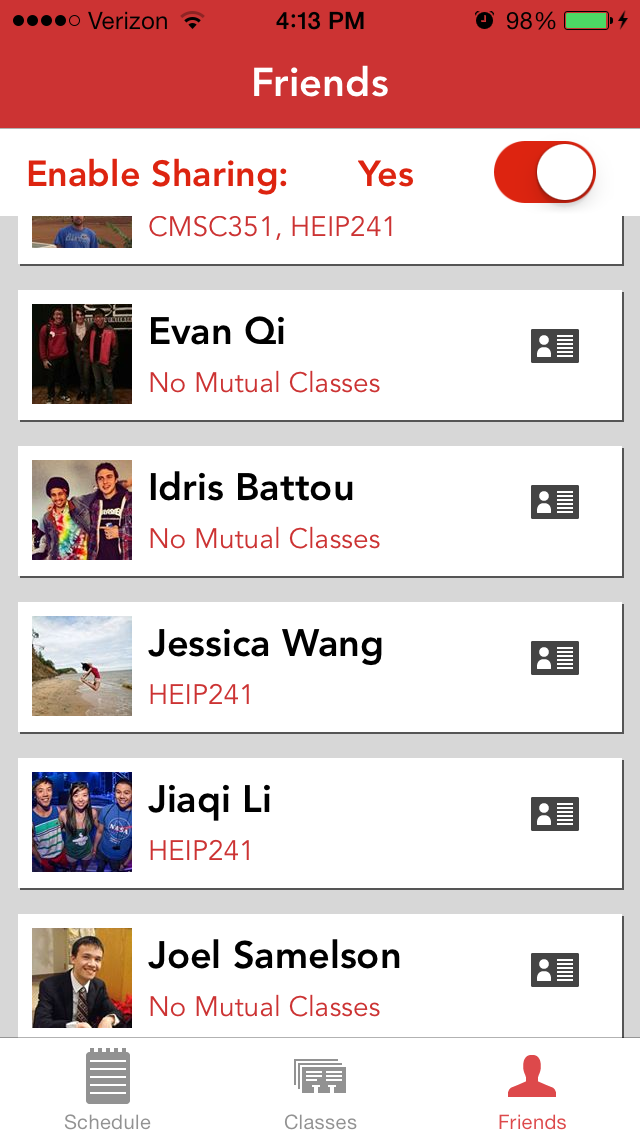 Verizon 4:13 PM 98%
Friends
Enable Sharing: Yes
CMSC351, HEIP241
Evan Qi
No Mutual Classes
Idris Battou
No Mutual Classes
Jessica Wang
HEIP241
NASA
Jiaqi Li
HEIP241
Joel Samelson
No Mutual Classes
Schedule Classes Friends